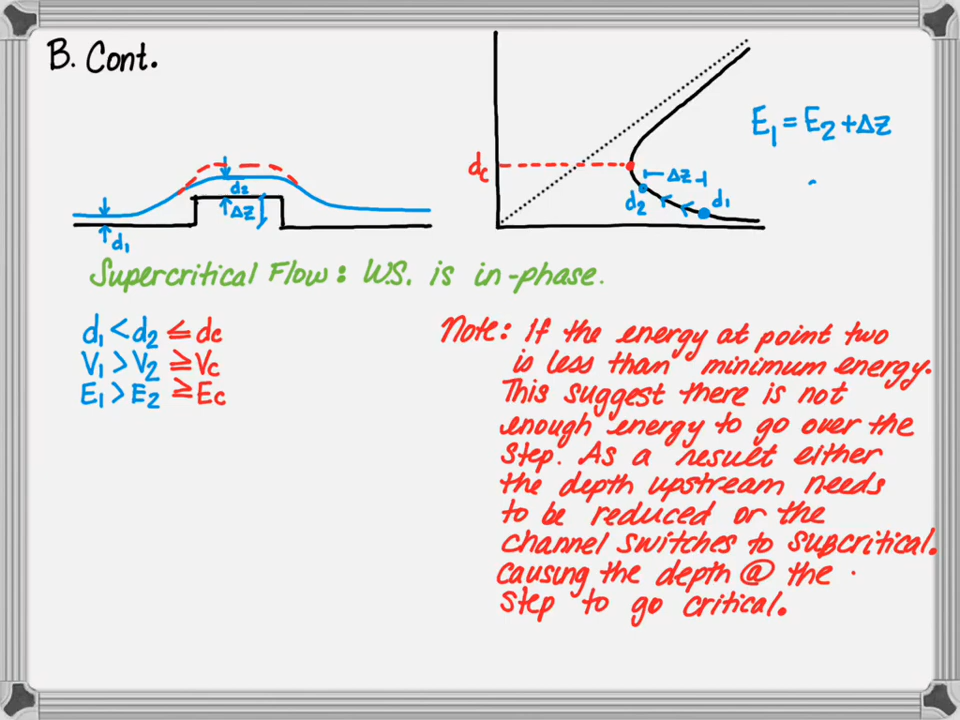 B. Cont.
E1 = E2 + Δz
dc
Δz
d2
d1
d2
Δz
d1
Supercritical Flow: W.S. is in-phase.
d1 < d2 ≤ dc
V1 > V2 ≥ Vc
E1 > E2 ≥ Ec
Note: If the energy at point two
is less than minimum energy.
This suggest there is not
enough energy to go over the
step. As a result either
the depth upstream needs
to be reduced or the
channel switches to subcritical.
causing the depth @ the
step to go critical.